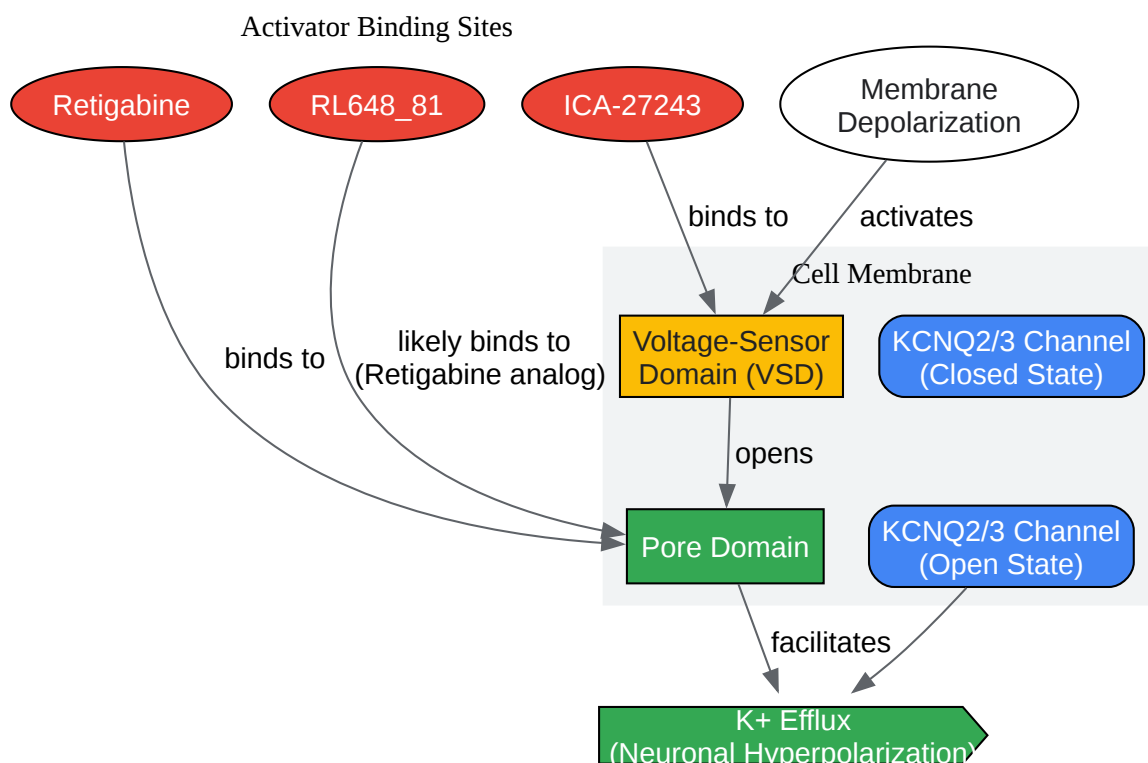 Activator Binding Sites
Retigabine
RL648_81
ICA-27243
Membrane
Depolarization
binds to
activates
Cell Membrane
binds to
likely binds to
(Retigabine analog)
Voltage-Sensor
Domain (VSD)
KCNQ2/3 Channel
(Closed State)
opens
Pore Domain
KCNQ2/3 Channel
(Open State)
facilitates
K+ Efflux
(Neuronal Hyperpolarization)